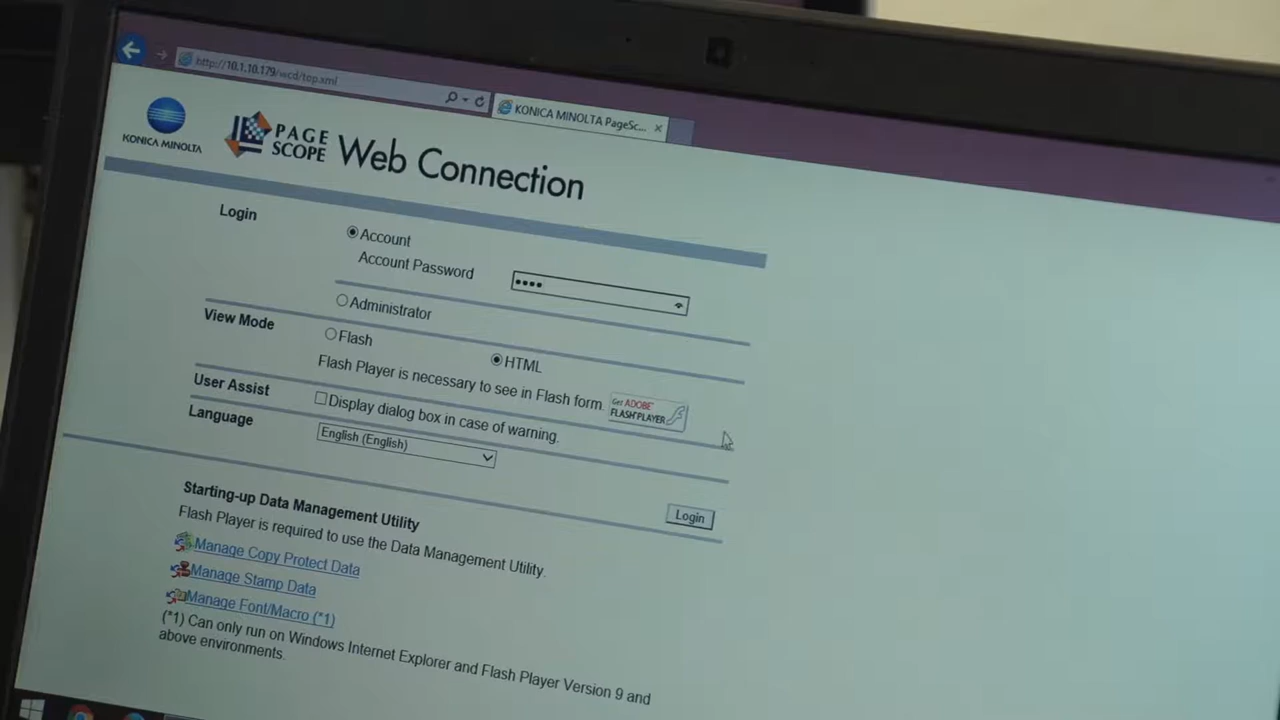 http://10.1.10.179/wcd/top.xml
KONICA MINOLTA PageSc...
KONICA MINOLTA
PAGE SCOPE Web Connection
Login
Account
Account Password
Administrator
View Mode
Flash
HTML
Flash Player is necessary to see in Flash form.
Get ADOBE FLASH PLAYER
User Assist
Display dialog box in case of warning.
Language
English (English)
Login
Starting-up Data Management Utility
Flash Player is required to use the Data Management Utility.
Manage Copy Protect Data
Manage Stamp Data
Manage Font/Macro (*1)
(*1) Can only run on Windows Internet Explorer and Flash Player Version 9 and
above environments.